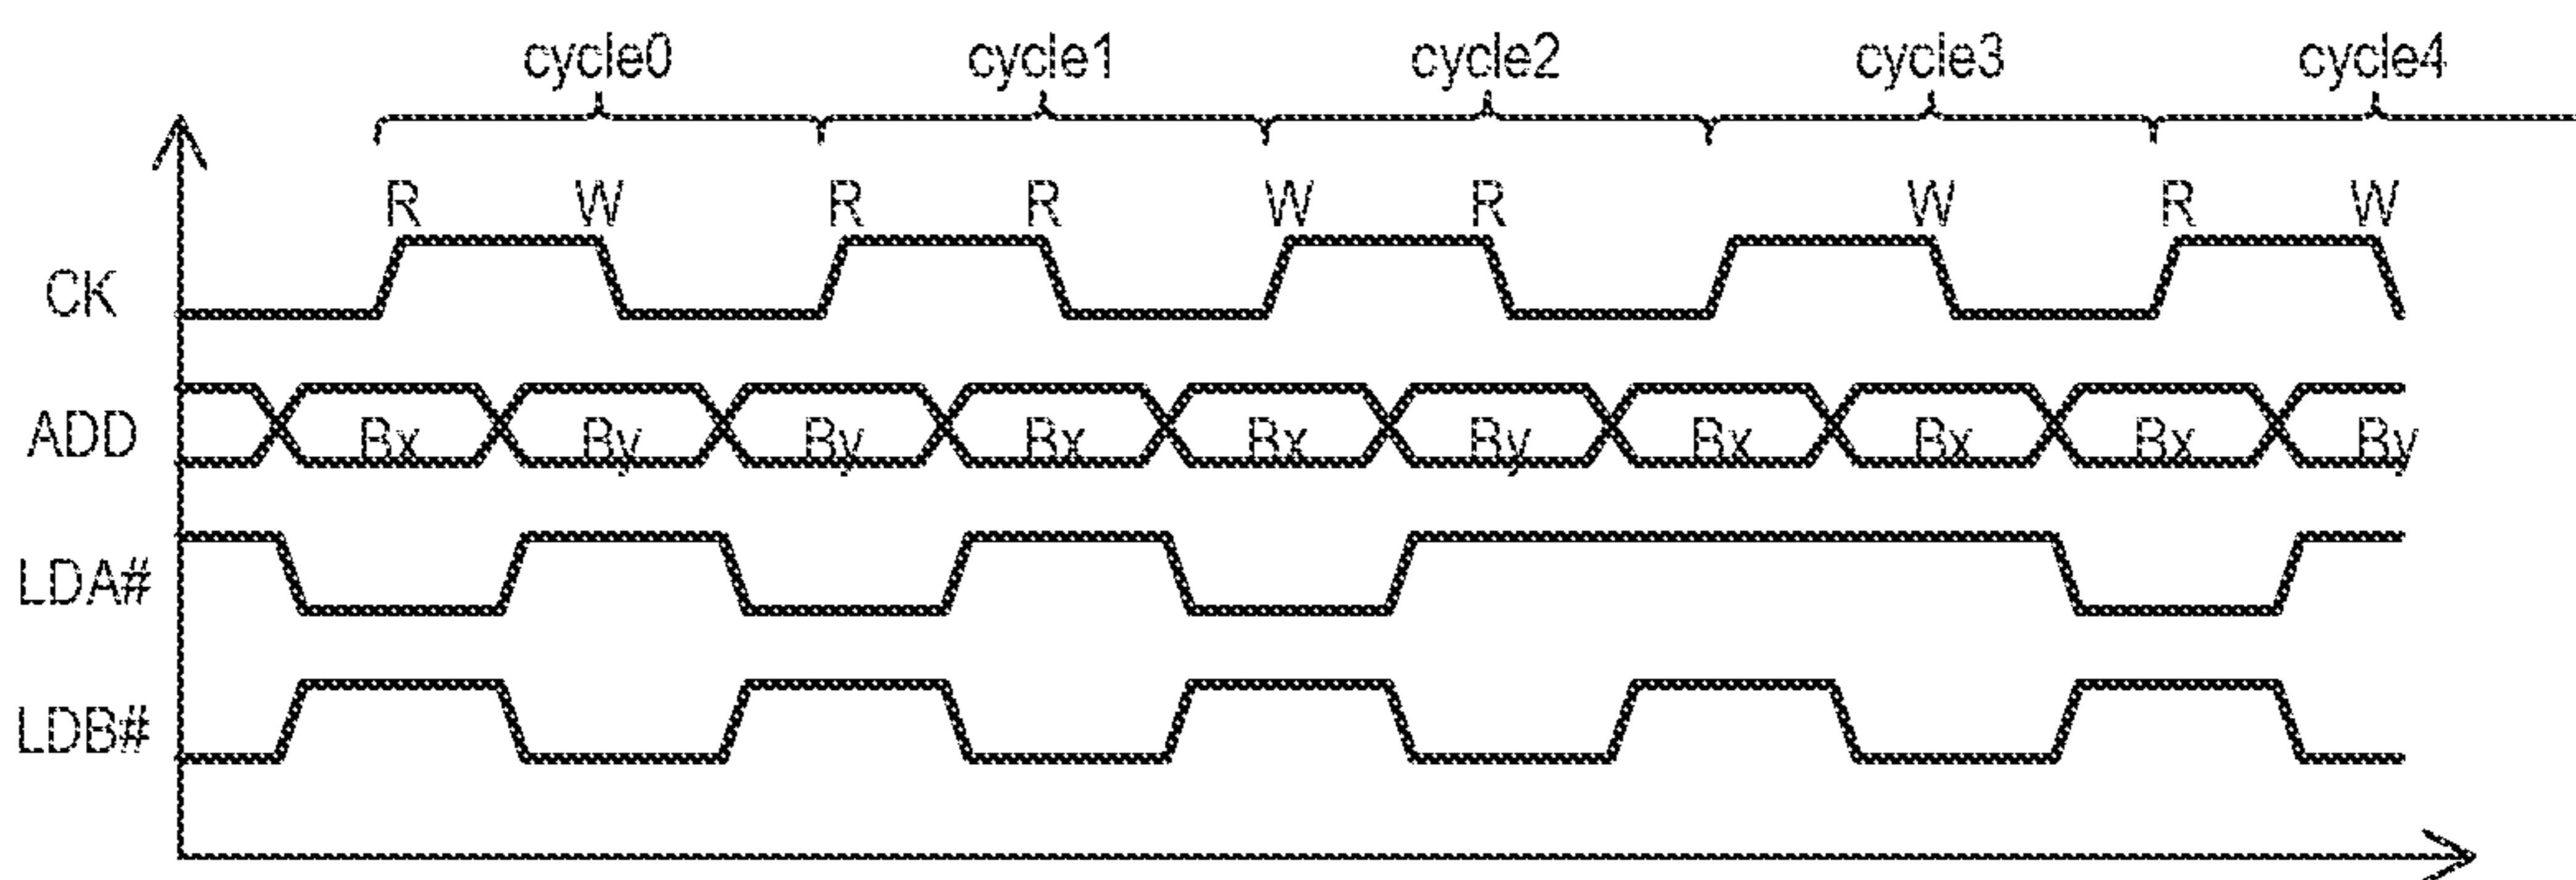 cycle0 cycle1 cycle2 cycle3 cycle4
R W R R W R W R W
CK
ADD Bx By By Bx Bx By Bx Bx Bx By
LDA#
LDB#